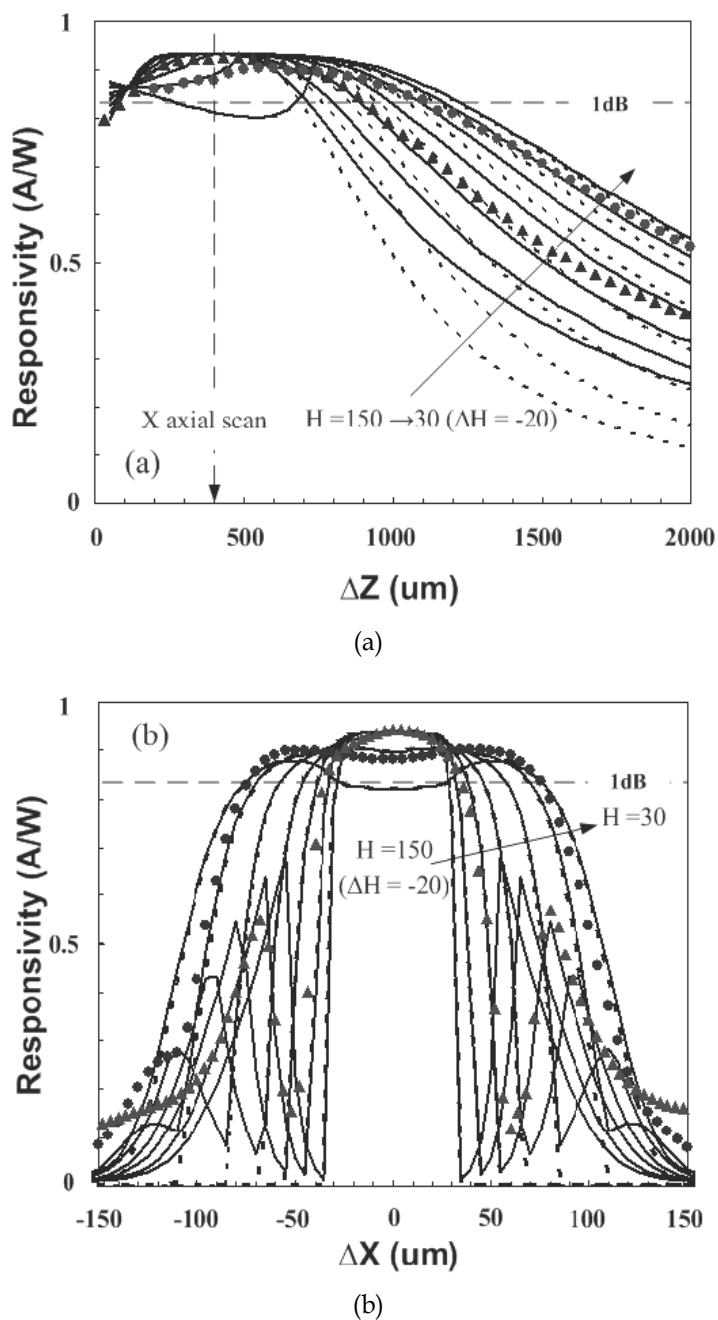 1
1dB
Responsivity (A/W)
0.5
X axial scan
H =150 →30 (ΔH = -20)
(a)
0
0
500
1000
1500
2000
ΔZ (um)
(a)
1
(b)
1dB
H =30
H =150
(ΔH = -20)
Responsivity (A/W)
0.5
0
-150
-100
-50
0
50
100
150
ΔX (um)
(b)